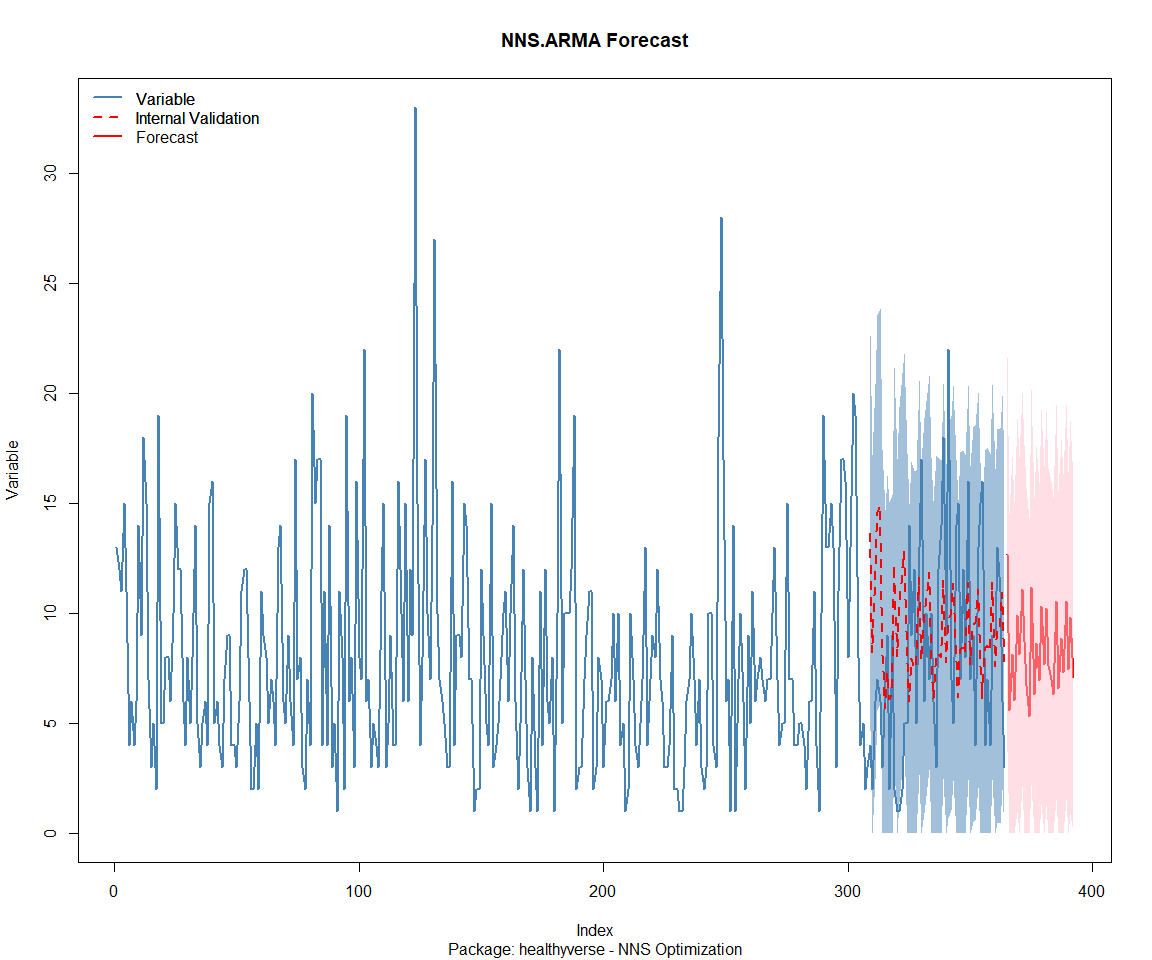 NNS.ARMA Forecast
Variable
Internal Validation
Forecast
Variable
30
25
20
15
10
5
0
0 100 200 300 400
Index
Package: healthyverse - NNS Optimization